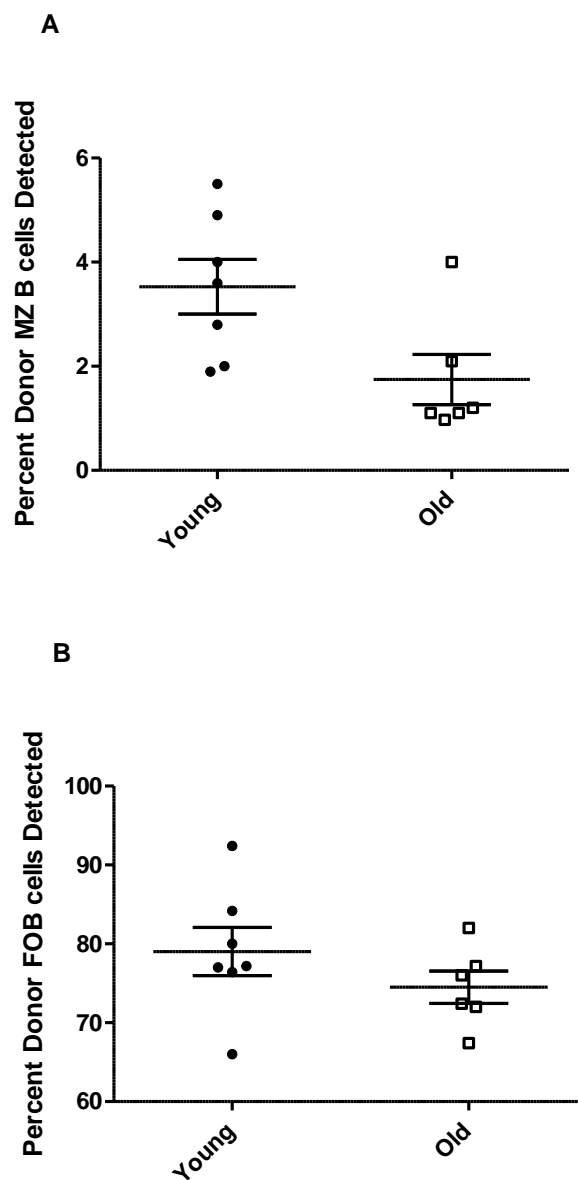 A
Percent Donor MZ B cells Detected
6
4
2
0
Young
Old
B
Percent Donor FOB cells Detected
100
90
80
70
60
Young
Old